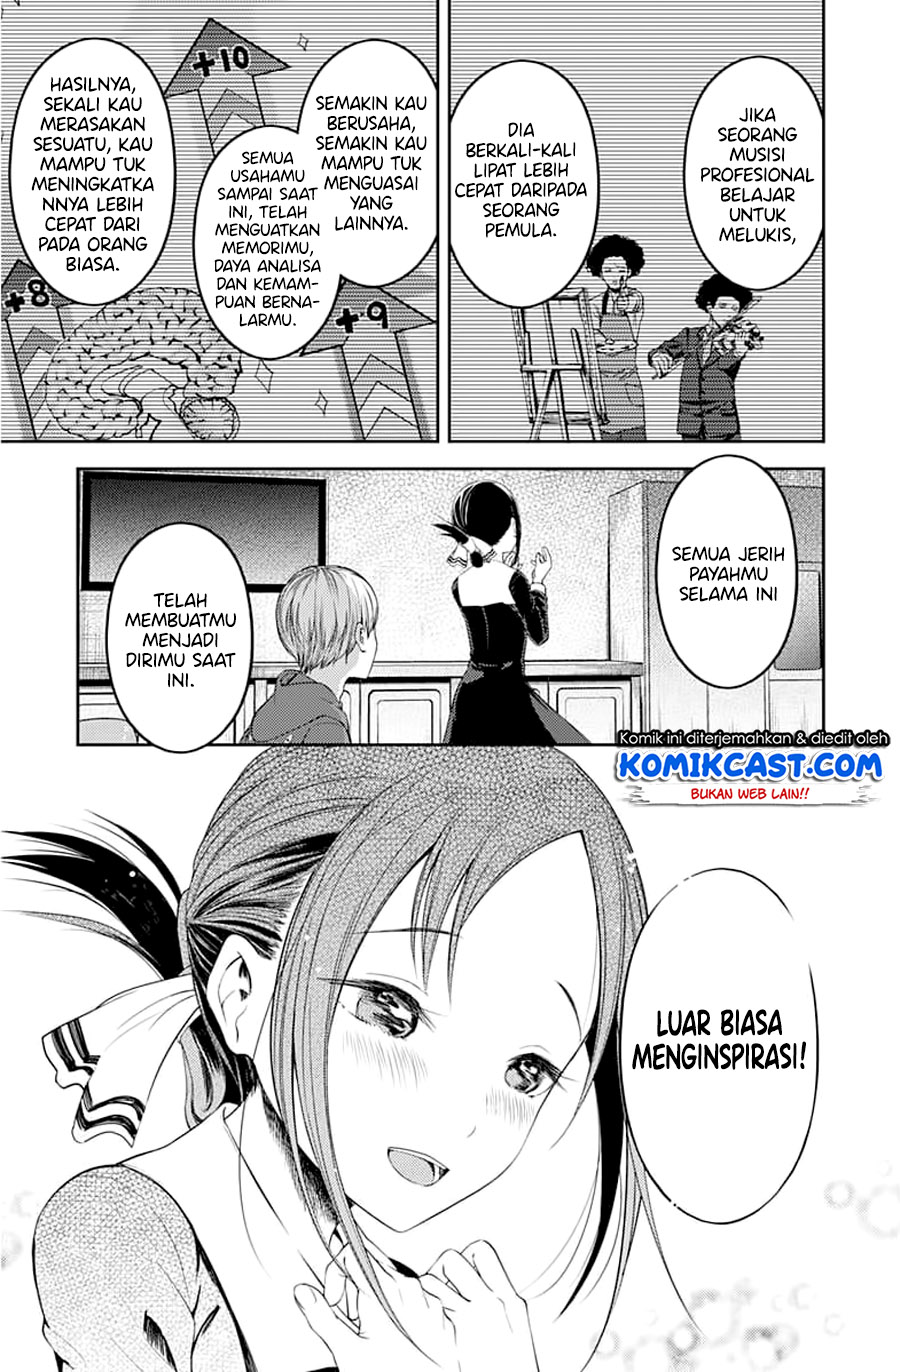 JIKA
SEORANG
MUSISI
PROFESIONAL
BELAJAR
UNTUK
MELUKIS,
DIA
BERKALI-KALI
LIPAT LEBIH
CEPAT DARIPADA
SEORANG
PEMULA.
SEMAKIN KAU
BERUSAHA,
SEMAKIN KAU
MAMPU TUK
MENGUASAI
YANG
LAINNYA.
SEMUA
USAHAMU
SAMPAI SAAT
INI, TELAH
MENGUATKAN
MEMORIMU,
DAYA ANALISA
DAN KEMAM-
PUAN BERNA-
LARMU.
HASILNYA,
SEKALI KAU
MERASAKAN
SESUATU, KAU
MAMPU TUK
MENINGKATKA
NNYA LEBIH
CEPAT DARI
PADA ORANG
BIASA.
+10
+8
+9
SEMUA JERIH
PAYAHMU
SELAMA INI
TELAH
MEMBUATMU
MENJADI
DIRIMU SAAT
INI.
Komik ini diterjemahkan & diedit oleh
KOMIKCAST.COM
BUKAN WEB LAIN!!
LUAR BIASA
MENGINSPIRASI!